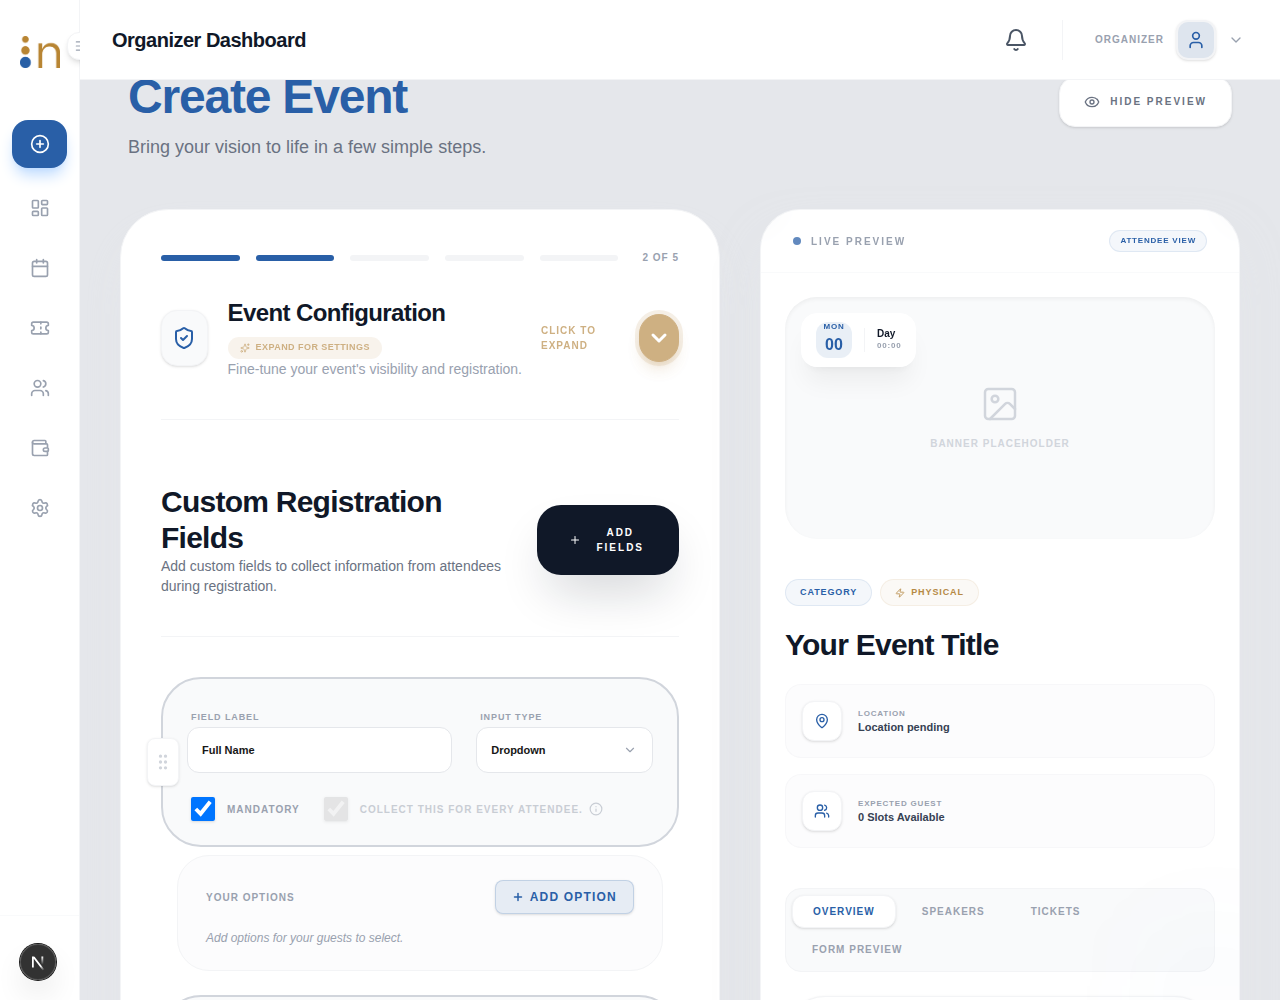 in
Organizer Dashboard
ORGANIZER
Create Event
Bring your vision to life in a few simple steps.
HIDE PREVIEW
2 OF 5
Event Configuration
EXPAND FOR SETTINGS
Fine-tune your event's visibility and registration.
CLICK TO
EXPAND
Custom Registration
Fields
Add custom fields to collect information from attendees
during registration.
ADD
FIELDS
FIELD LABEL
INPUT TYPE
Full Name
Dropdown
MANDATORY
COLLECT THIS FOR EVERY ATTENDEE.
YOUR OPTIONS
+ ADD OPTION
Add options for your guests to select.
LIVE PREVIEW
ATTENDEE VIEW
MON
00
Day
00:00
BANNER PLACEHOLDER
CATEGORY
PHYSICAL
Your Event Title
LOCATION
Location pending
EXPECTED GUEST
0 Slots Available
OVERVIEW
SPEAKERS
TICKETS
FORM PREVIEW
N